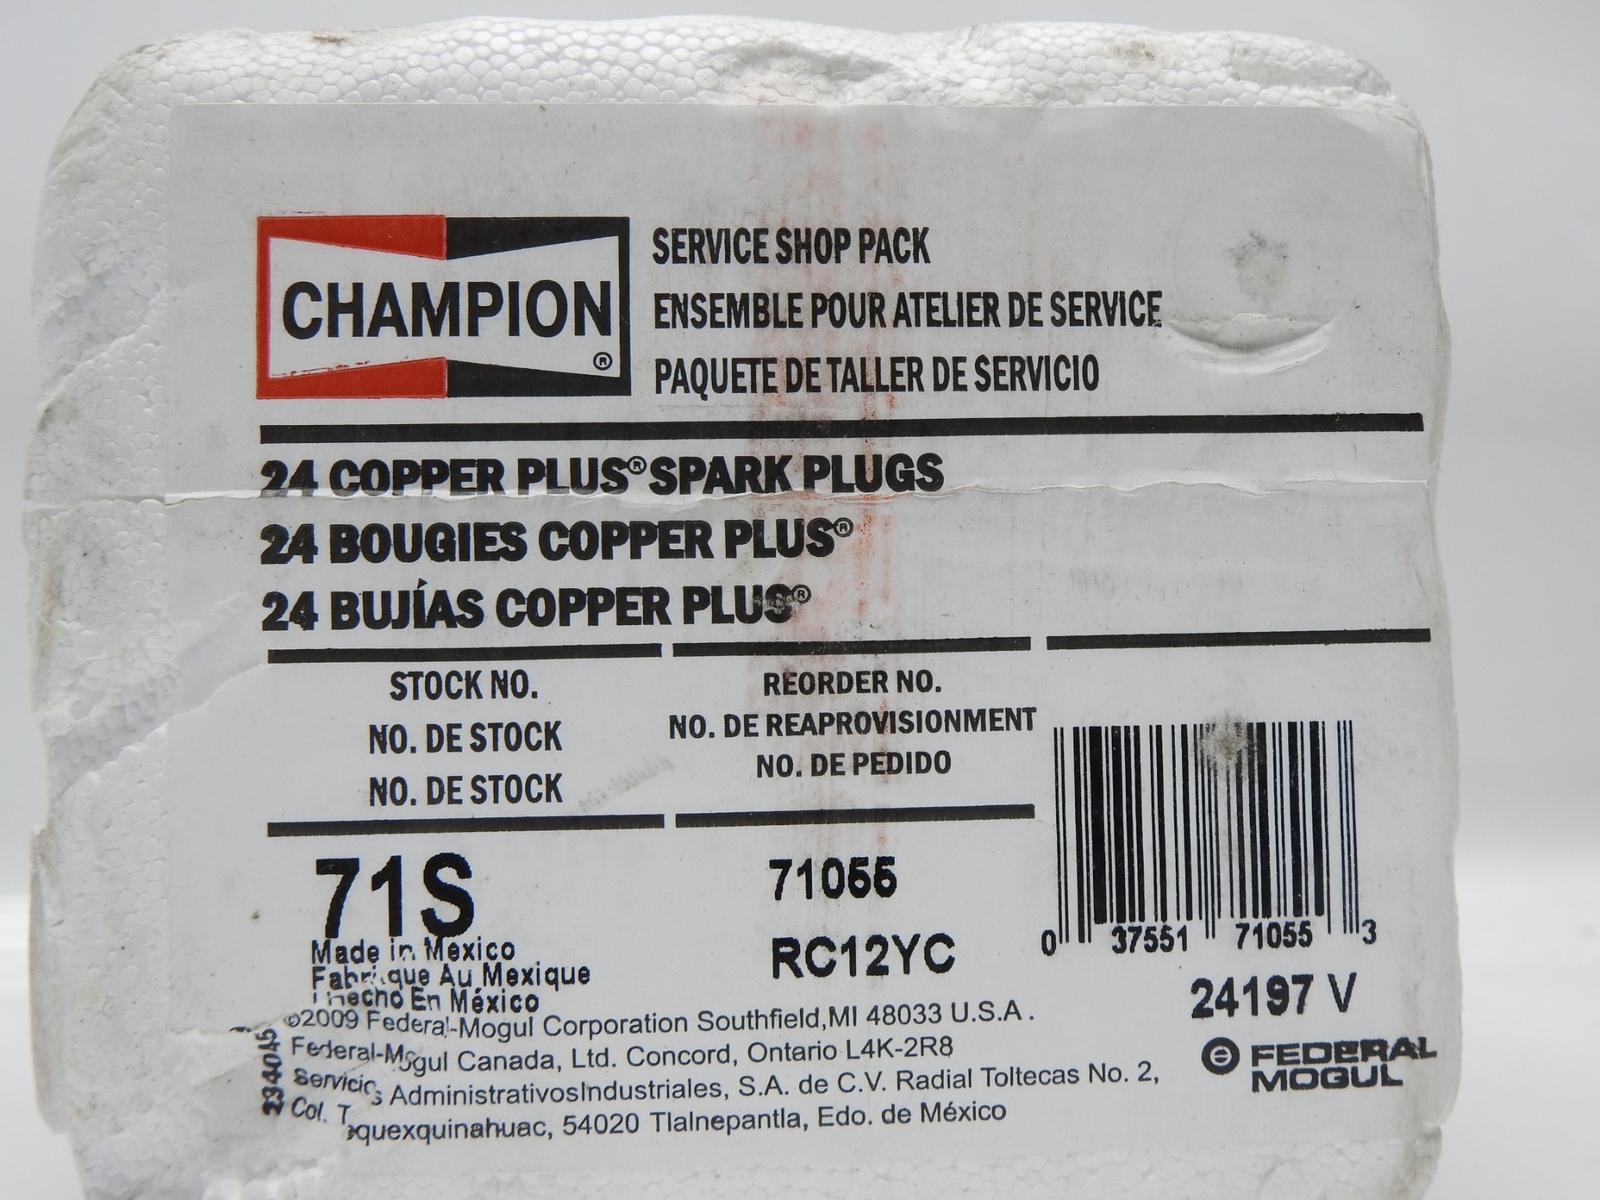 CHAMPION®
SERVICE SHOP PACK
ENSEMBLE POUR ATELIER DE SERVICE
PAQUETE DE TALLER DE SERVICIO
24 COPPER PLUS® SPARK PLUGS
24 BOUGIES COPPER PLUS®
24 BUJÍAS COPPER PLUS®
STOCK NO.
NO. DE STOCK
NO. DE STOCK
REORDER NO.
NO. DE REAPROVISIONMENT
NO. DE PEDIDO
71S
71055
RC12YC
0 37551 71055 3
24197 V
FEDERAL
MOGUL
Made in Mexico
Fabrique Au Mexique
Hecho En México
©2009 Federal-Mogul Corporation Southfield,MI 48033 U.S.A.
Federal-Mogul Canada, Ltd. Concord, Ontario L4K-2R8
Servicios Administrativos Industriales, S.A. de C.V. Radial Toltecas No. 2,
Col. quexquinahuac, 54020 Tlalnepantla, Edo. de México